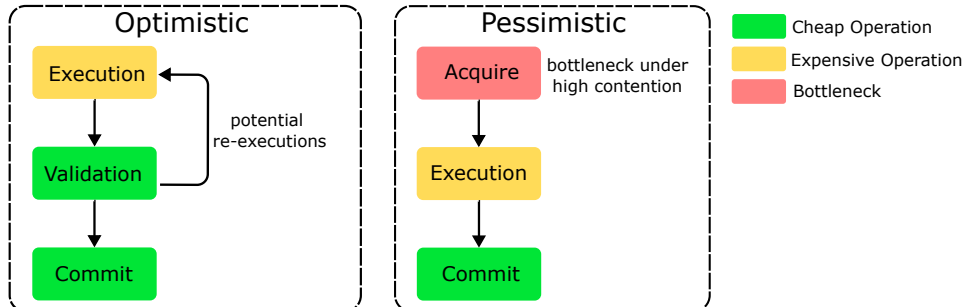 Optimistic
Execution
potential
re-executions
Validation
Commit
Pessimistic
Acquire
bottleneck under
high contention
Execution
Commit
Cheap Operation
Expensive Operation
Bottleneck